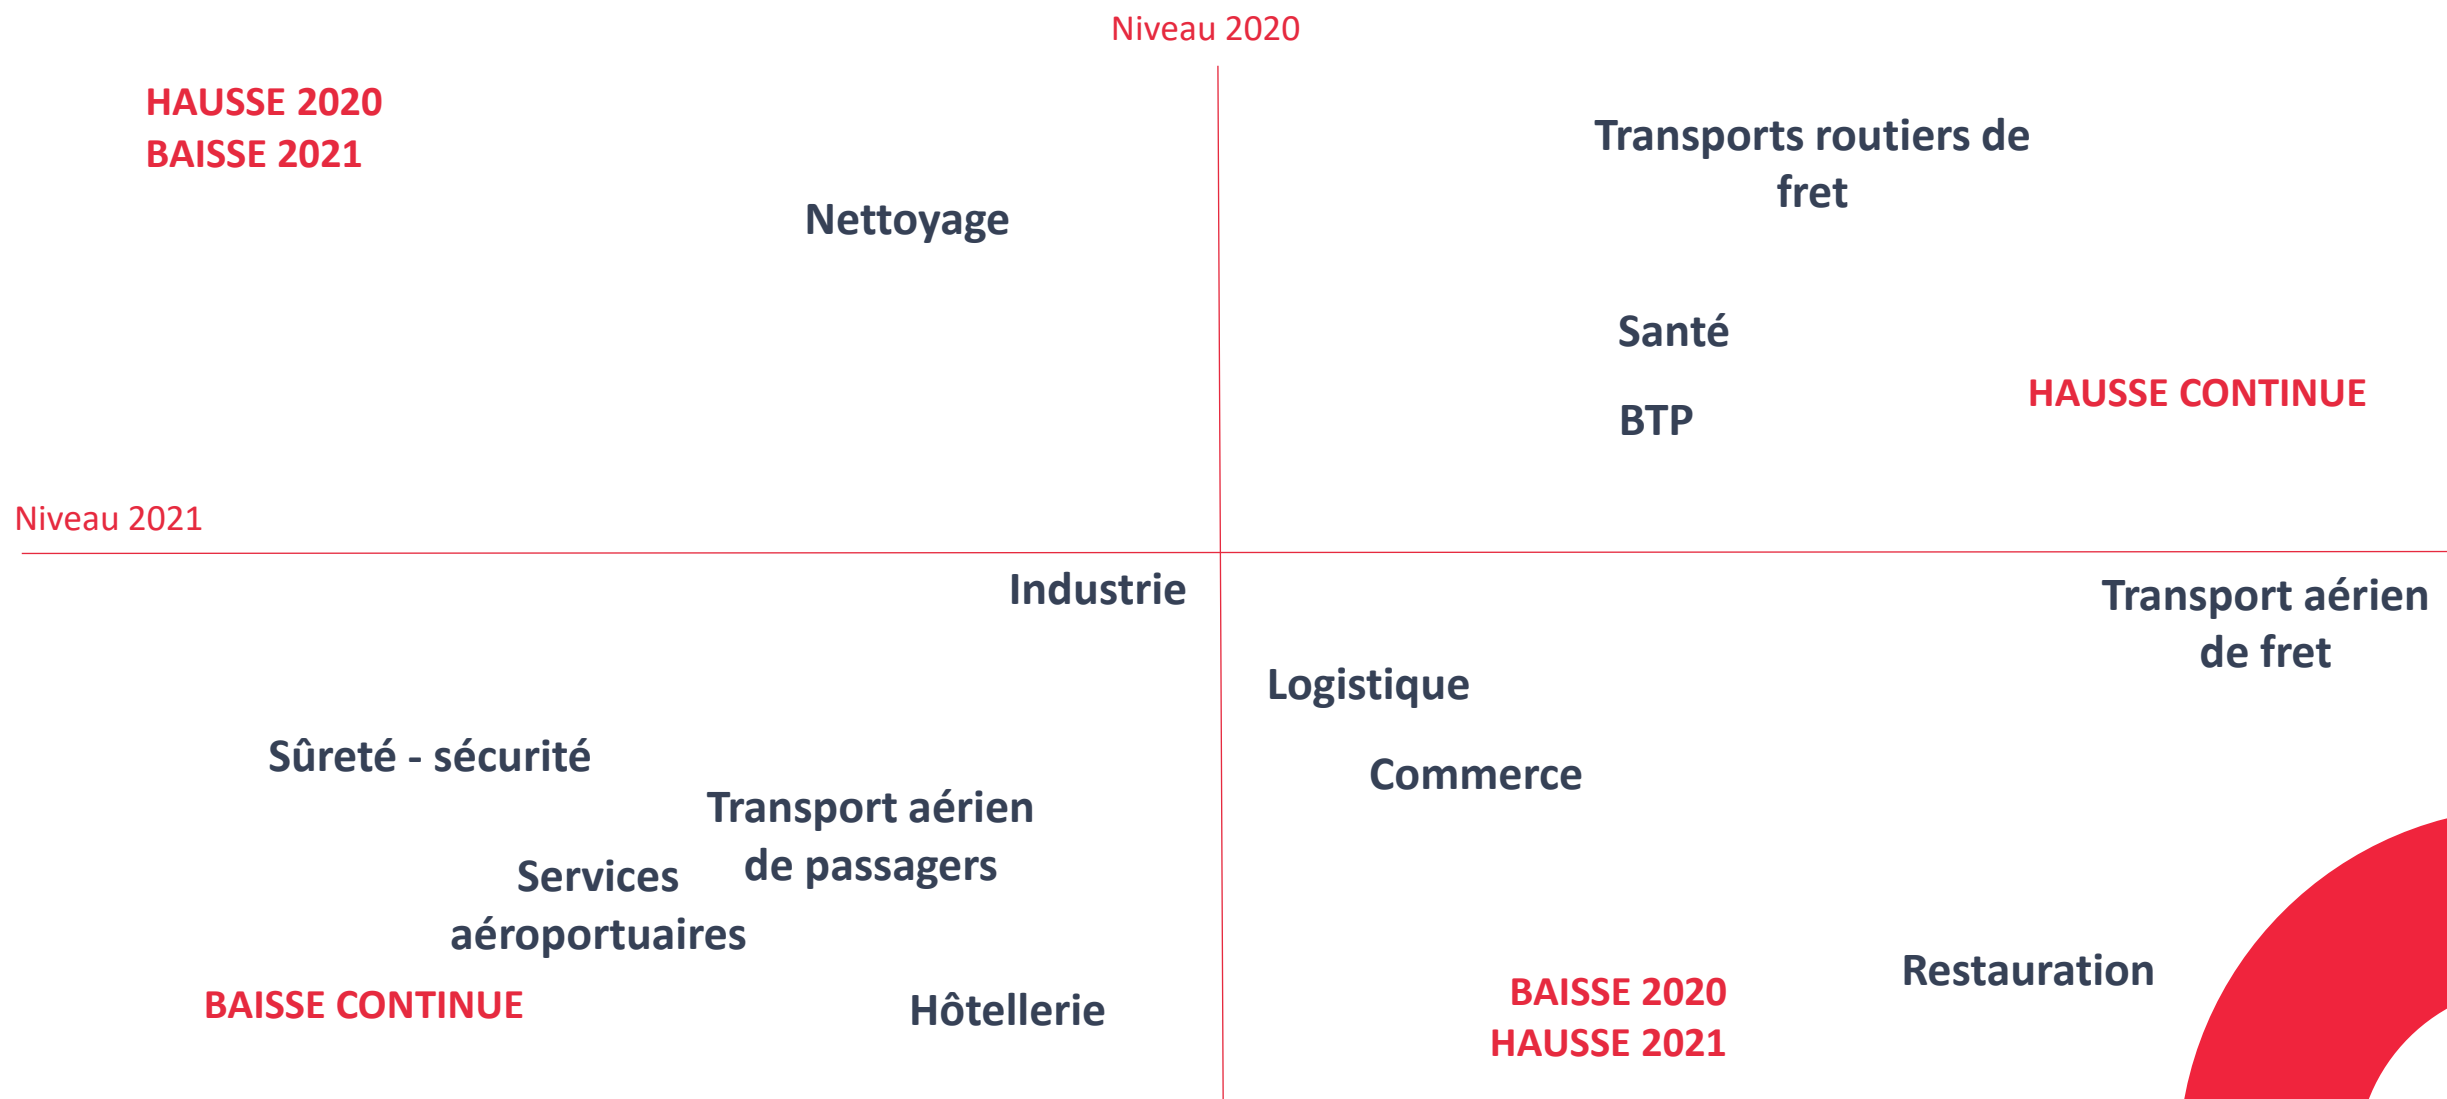 Niveau 2020
HAUSSE 2020
BAISSE 2021
Nettoyage
Transports routiers de
fret
Santé
BTP
HAUSSE CONTINUE
Niveau 2021
Industrie
Sûreté - sécurité
Transport aérien
de passagers
Services
aéroportuaires
BAISSE CONTINUE
Hôtellerie
Transport aérien
de fret
Logistique
Commerce
Restauration
BAISSE 2020
HAUSSE 2021